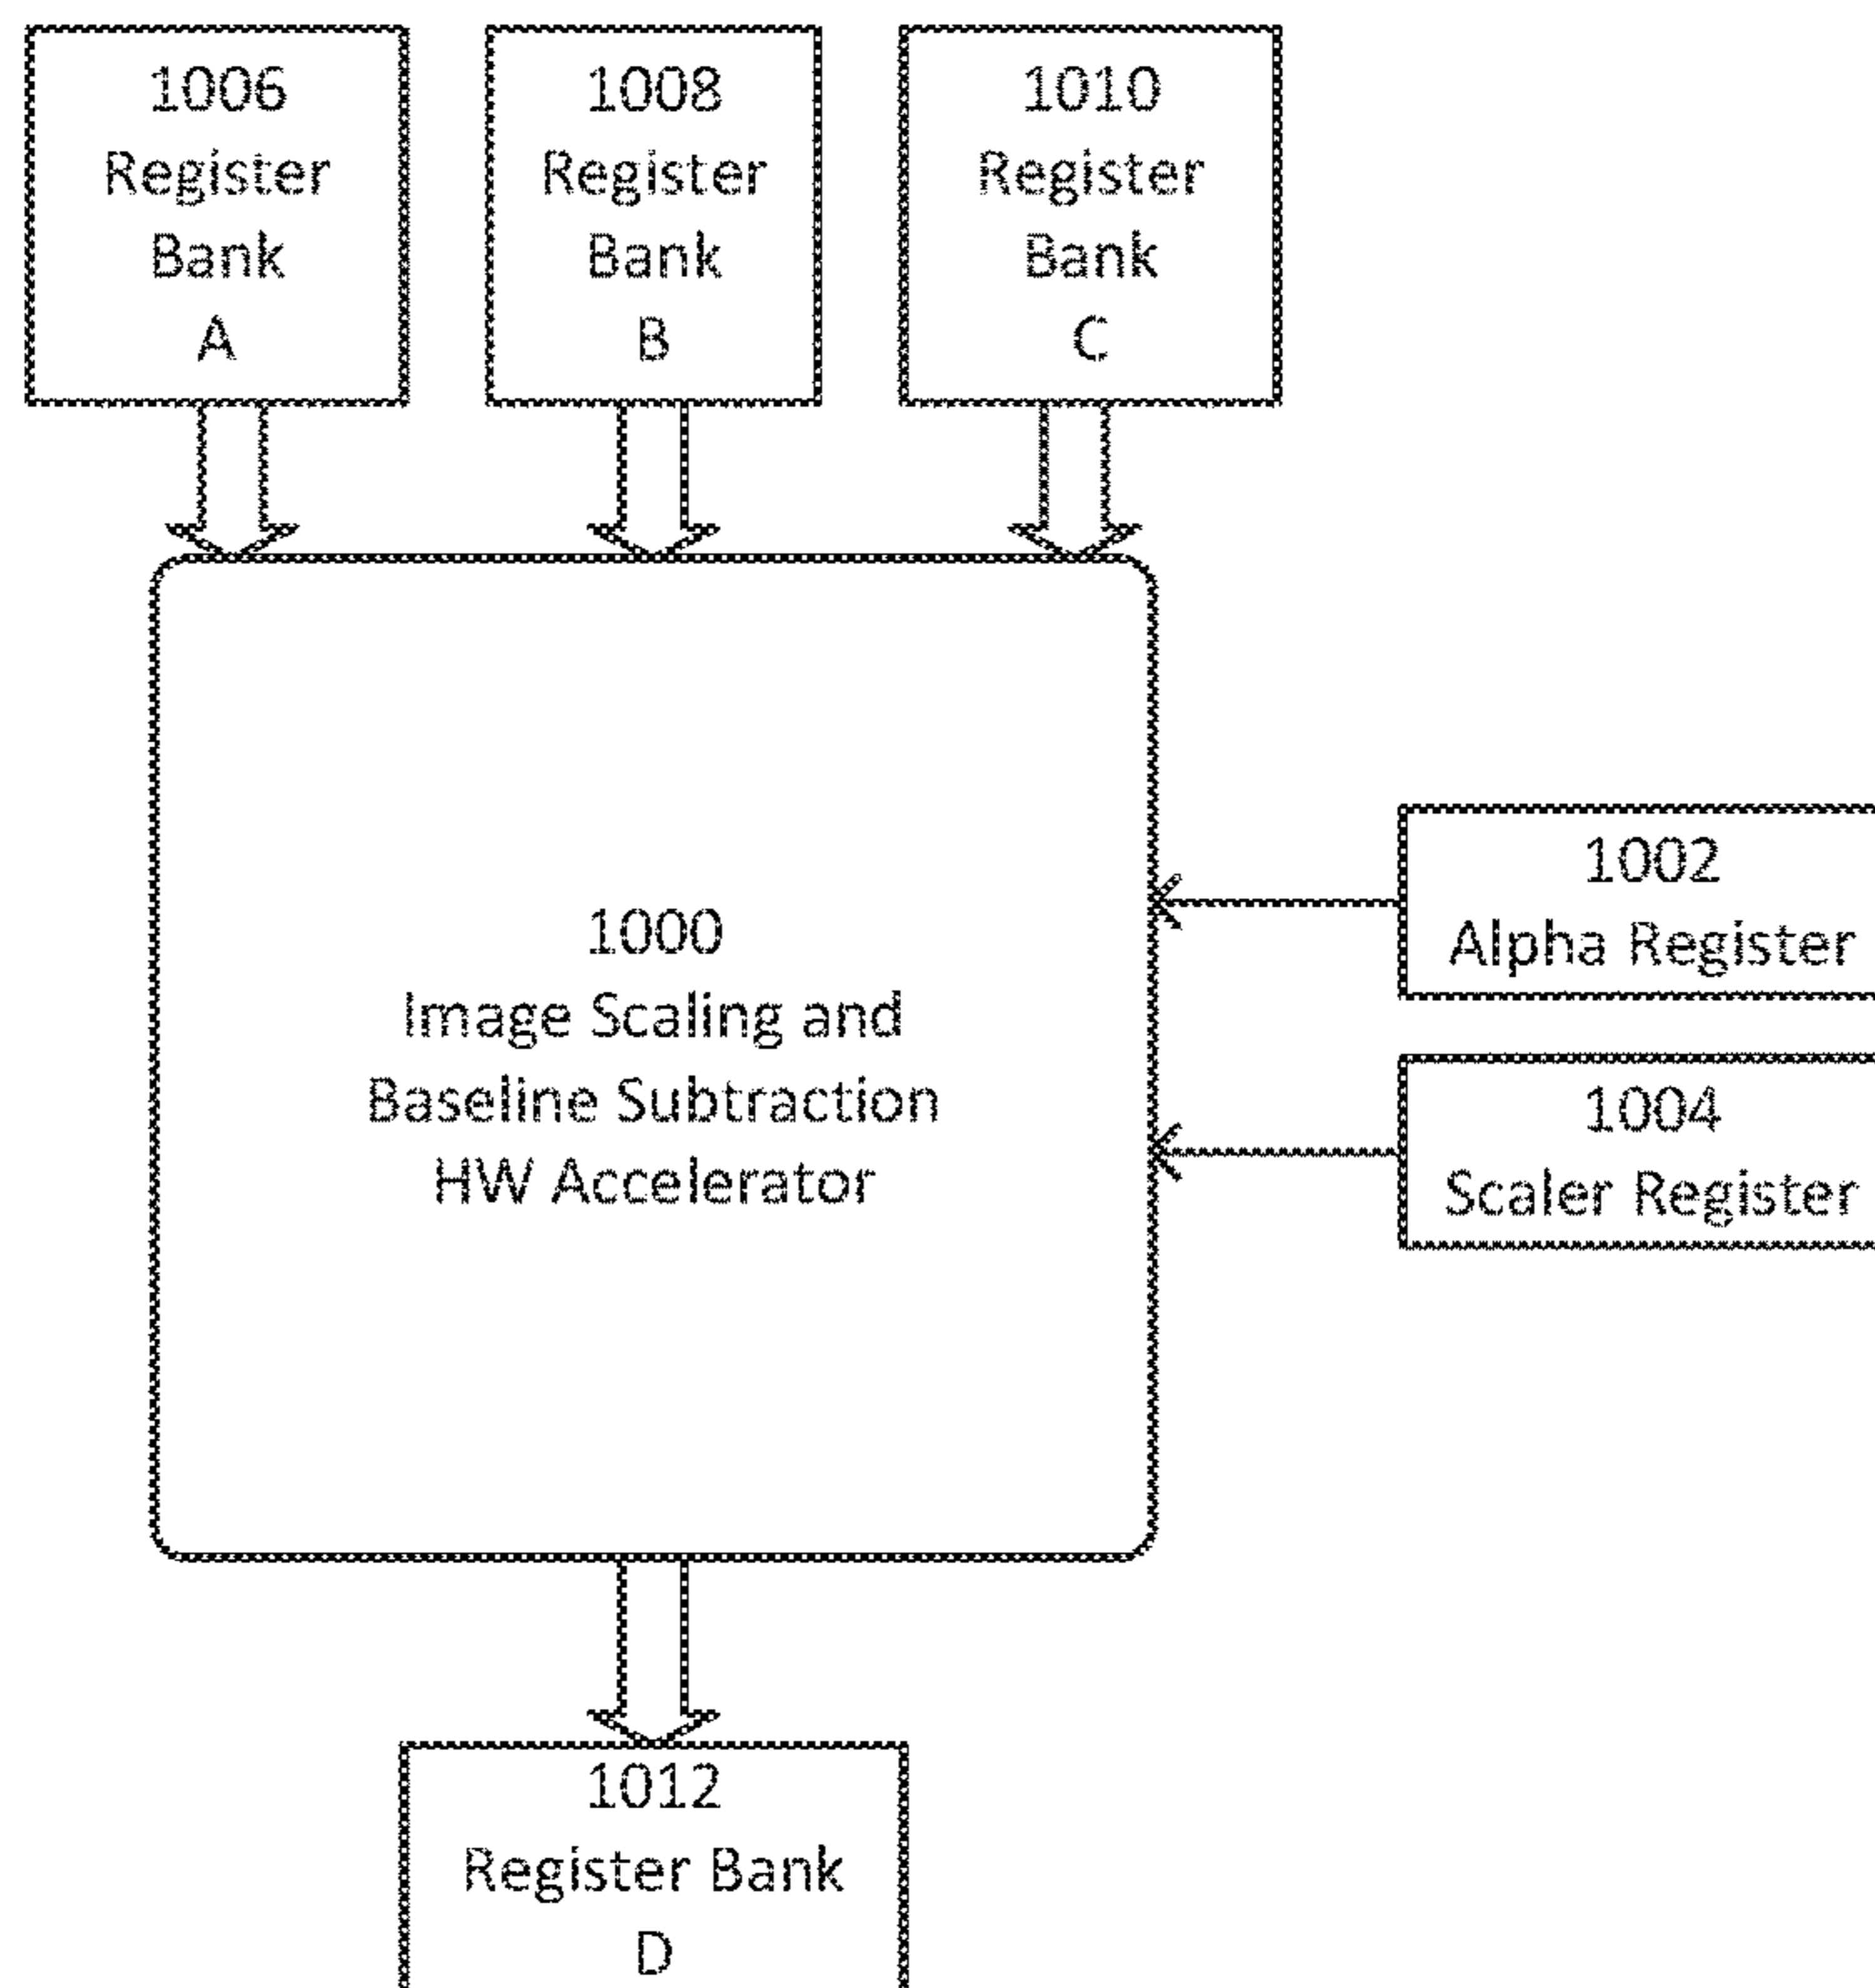 1006
Register
Bank
A
1008
Register
Bank
B
1010
Register
Bank
C
1000
Image Scaling and
Baseline Subtraction
HW Accelerator
1002
Alpha Register
1004
Scaler Register
1012
Register Bank
D